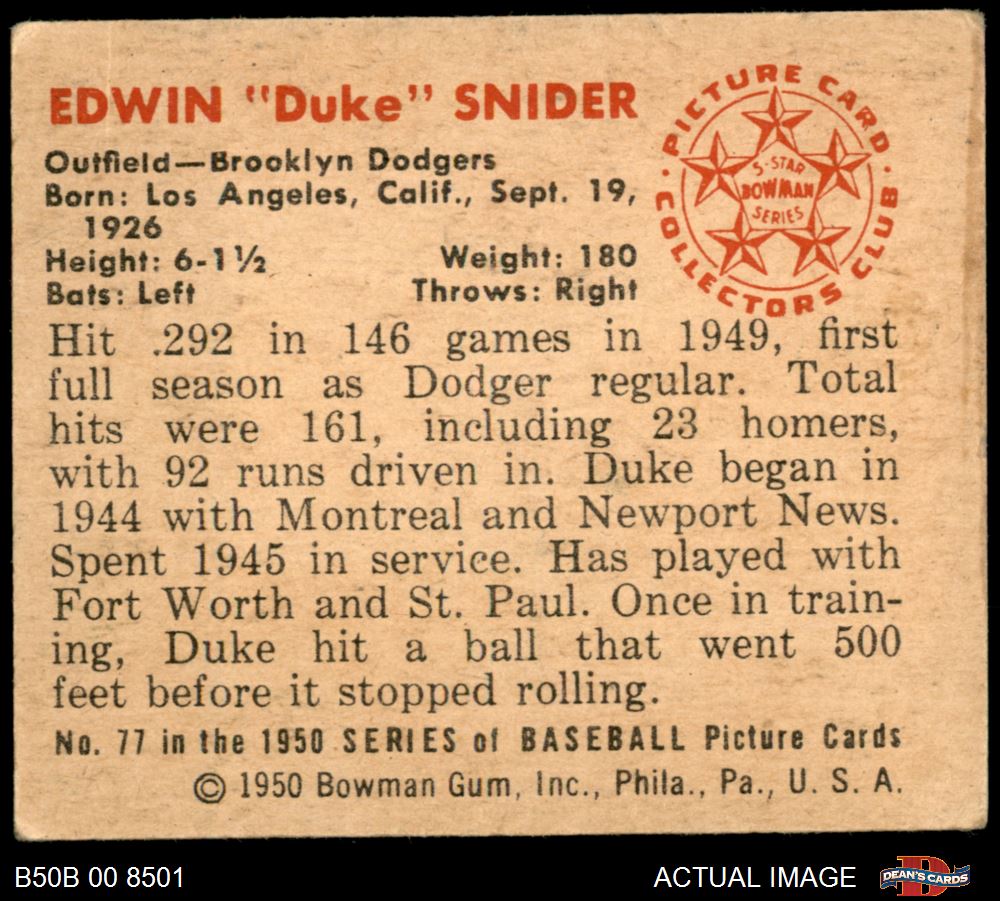 EDWIN "Duke" SNIDER
Outfield—Brooklyn Dodgers
Born: Los Angeles, Calif., Sept. 19,
1926
Height: 6-1½ Weight: 180
Bats: Left Throws: Right
PICTURE CARD
COLLECTORS CLUB
5-STAR
BOWMAN
SERIES
Hit .292 in 146 games in 1949, first
full season as Dodger regular. Total
hits were 161, including 23 homers,
with 92 runs driven in. Duke began in
1944 with Montreal and Newport News.
Spent 1945 in service. Has played with
Fort Worth and St. Paul. Once in train-
ing, Duke hit a ball that went 500
feet before it stopped rolling.
No. 77 in the 1950 SERIES of BASEBALL Picture Cards
© 1950 Bowman Gum, Inc., Phila., Pa., U. S. A.
B50B 00 8501 ACTUAL IMAGE
D
DEAN'S CARDS